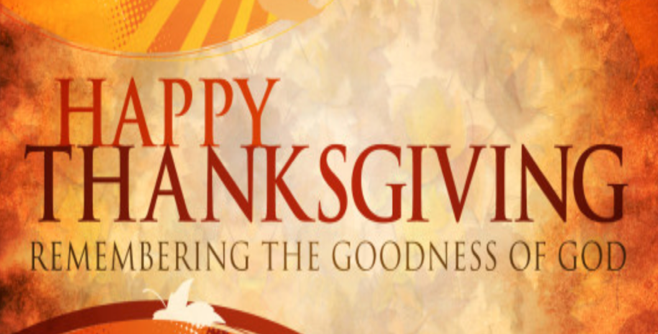 HAPPY
THANKSGIVING
REMEMBERING THE GOODNESS OF GOD